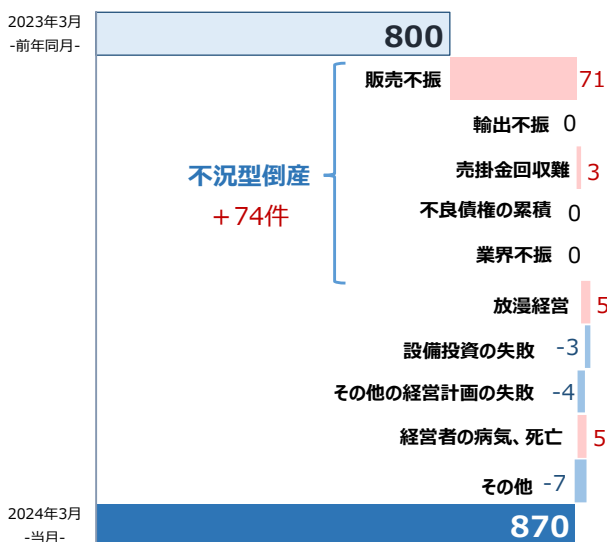 2023年3月
-前年同月-
800
販売不振 71
輸出不振 0
売掛金回収難 3
不況型倒産
+74件
不良債権の累積 0
業界不振 0
放漫経営 5
設備投資の失敗 -3
その他の経営計画の失敗 -4
経営者の病気、死亡 5
その他 -7
2024年3月
-当月-
870